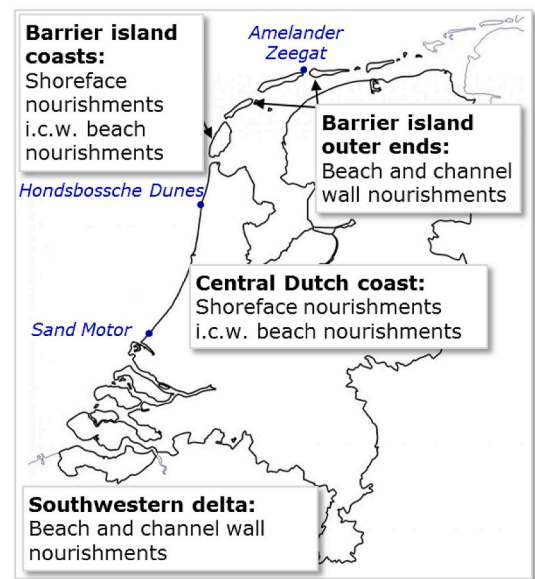 Barrier island
coasts:
Shoreface
nourishments
i.c.w. beach
nourishments
Amelander
Zeegat
Barrier island
outer ends:
Beach and channel
wall nourishments
Hondsbossche Dunes
Central Dutch coast:
Shoreface nourishments
i.c.w. beach nourishments
Sand Motor
Southwestern delta:
Beach and channel wall
nourishments